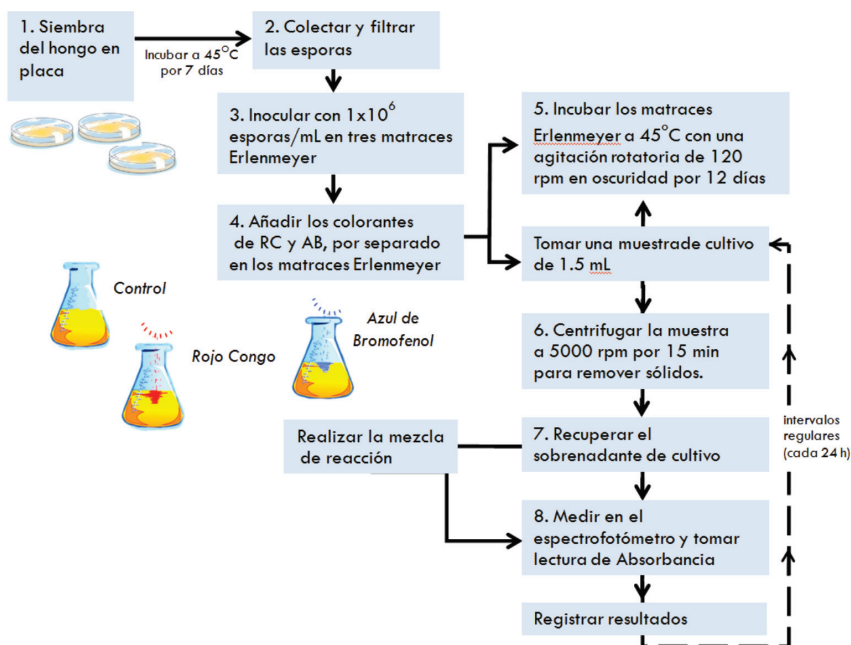 1. Siembra
del hongo en
placa
Incubar a 45°C
por 7 días
2. Colectar y filtrar
las esporas
3. Inocular con 1x10⁶
esporas/mL en tres matraces
Erlenmeyer
4. Añadir los colorantes
de RC y AB, por separado
en los matraces Erlenmeyer
5. Incubar los matraces
Erlenmeyer a 45°C con una
agitación rotatoria de 120
rpm en oscuridad por 12 días
Tomar una muestrade cultivo
de 1.5 mL
Control
Rojo Congo
Azul de
Bromofenol
6. Centrifugar la muestra
a 5000 rpm por 15 min
para remover sólidos.
intervalos
regulares
(cada 24 h)
Realizar la mezcla
de reacción
7. Recuperar el
sobrenadante de cultivo
8. Medir en el
espectrofotómetro y tomar
lectura de Absorbancia
Registrar resultados